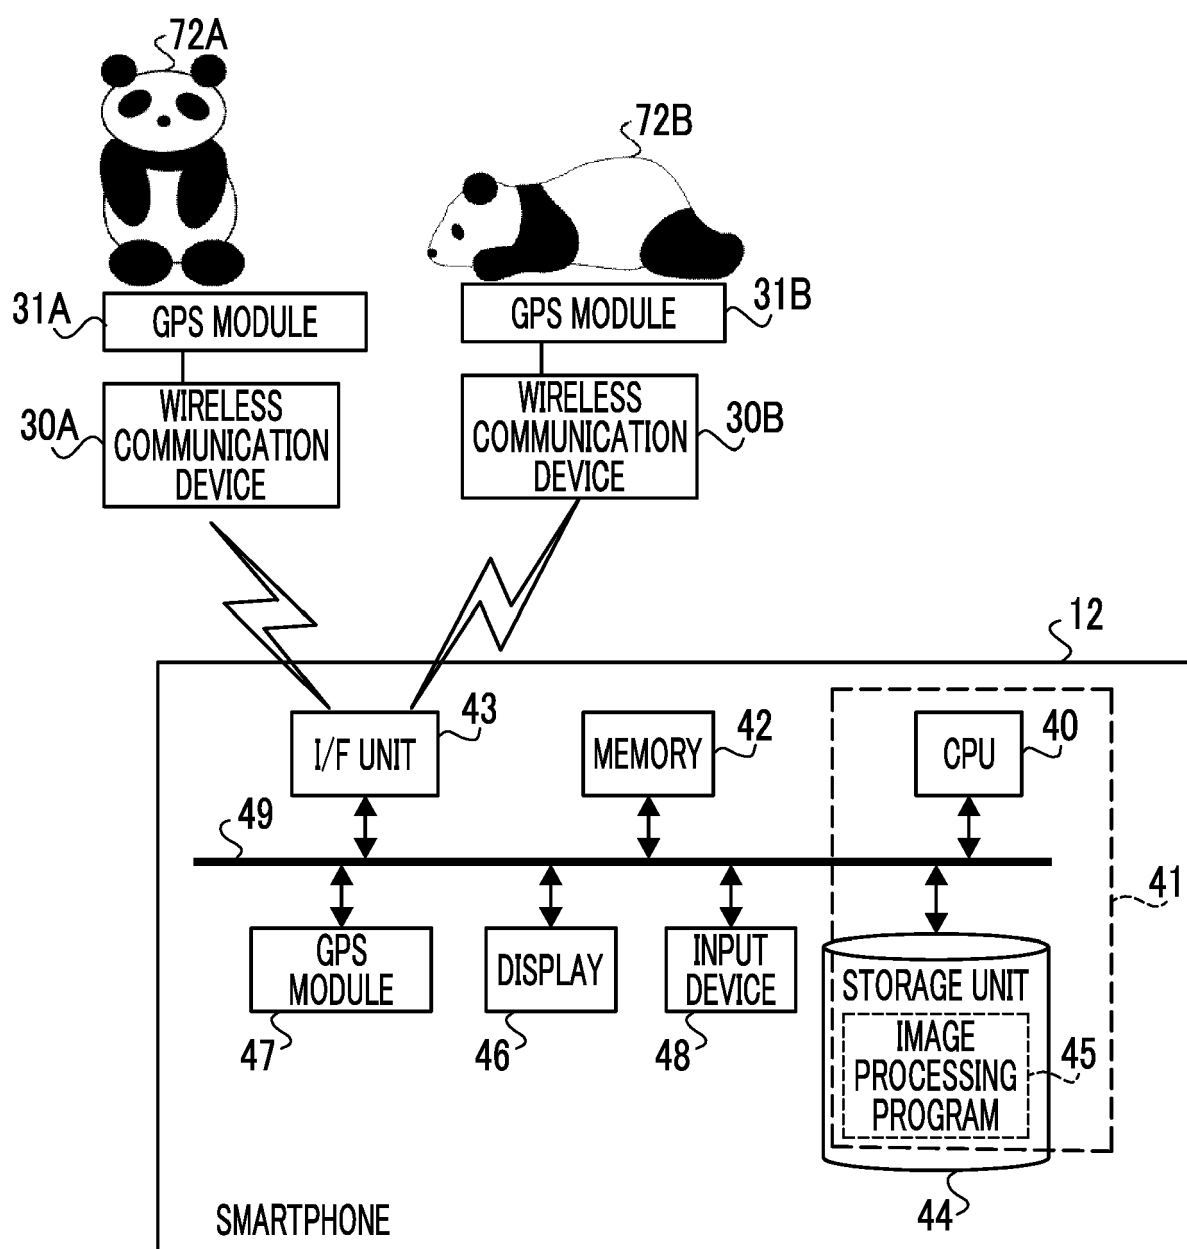 72A
72B
31A
GPS MODULE
GPS MODULE
31B
30A
WIRELESS
COMMUNICATION
DEVICE
WIRELESS
COMMUNICATION
DEVICE
30B
12
I/F UNIT
43
MEMORY
42
CPU
40
49
41
GPS
MODULE
47
DISPLAY
46
INPUT
DEVICE
48
STORAGE UNIT
IMAGE
PROCESSING
PROGRAM
45
44
SMARTPHONE